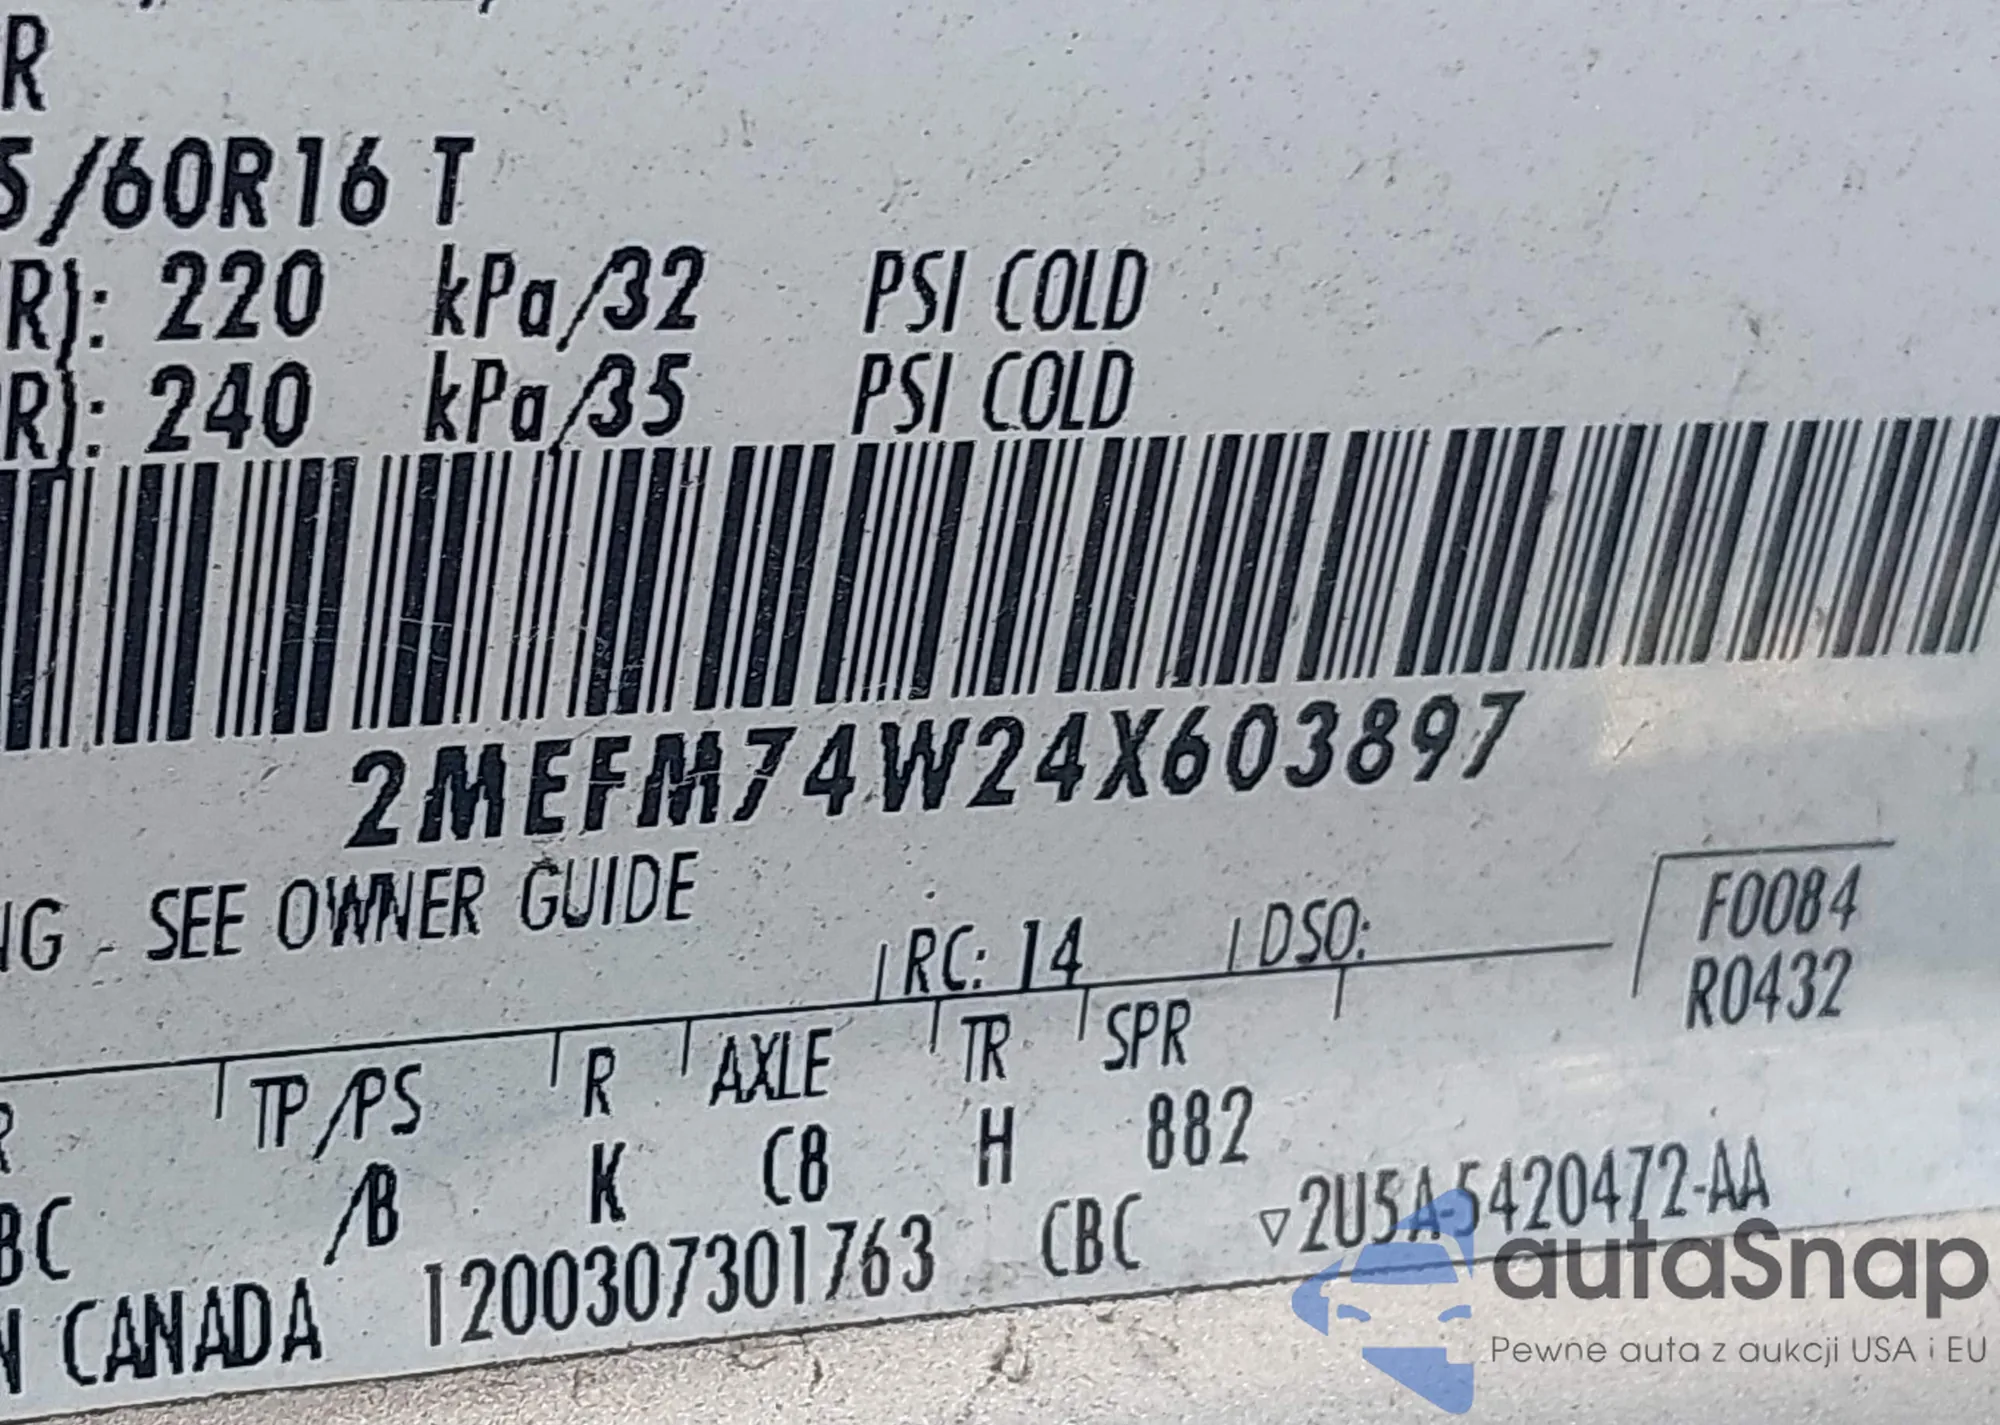 R
5/60R16 T
R): 220 kPa/32 PSI COLD
R): 240 kPa/35 PSI COLD
2MEFM74W24X603897
NG - SEE OWNER GUIDE
RC: 14 DSO:
F0084
R0432
R TP/PS R AXLE TR SPR
BC /B K C8 H 882
N CANADA 1200307301763 CBC ▽2U5A-5420472-AA
autaSnap
Pewne auta z aukcji USA i EU